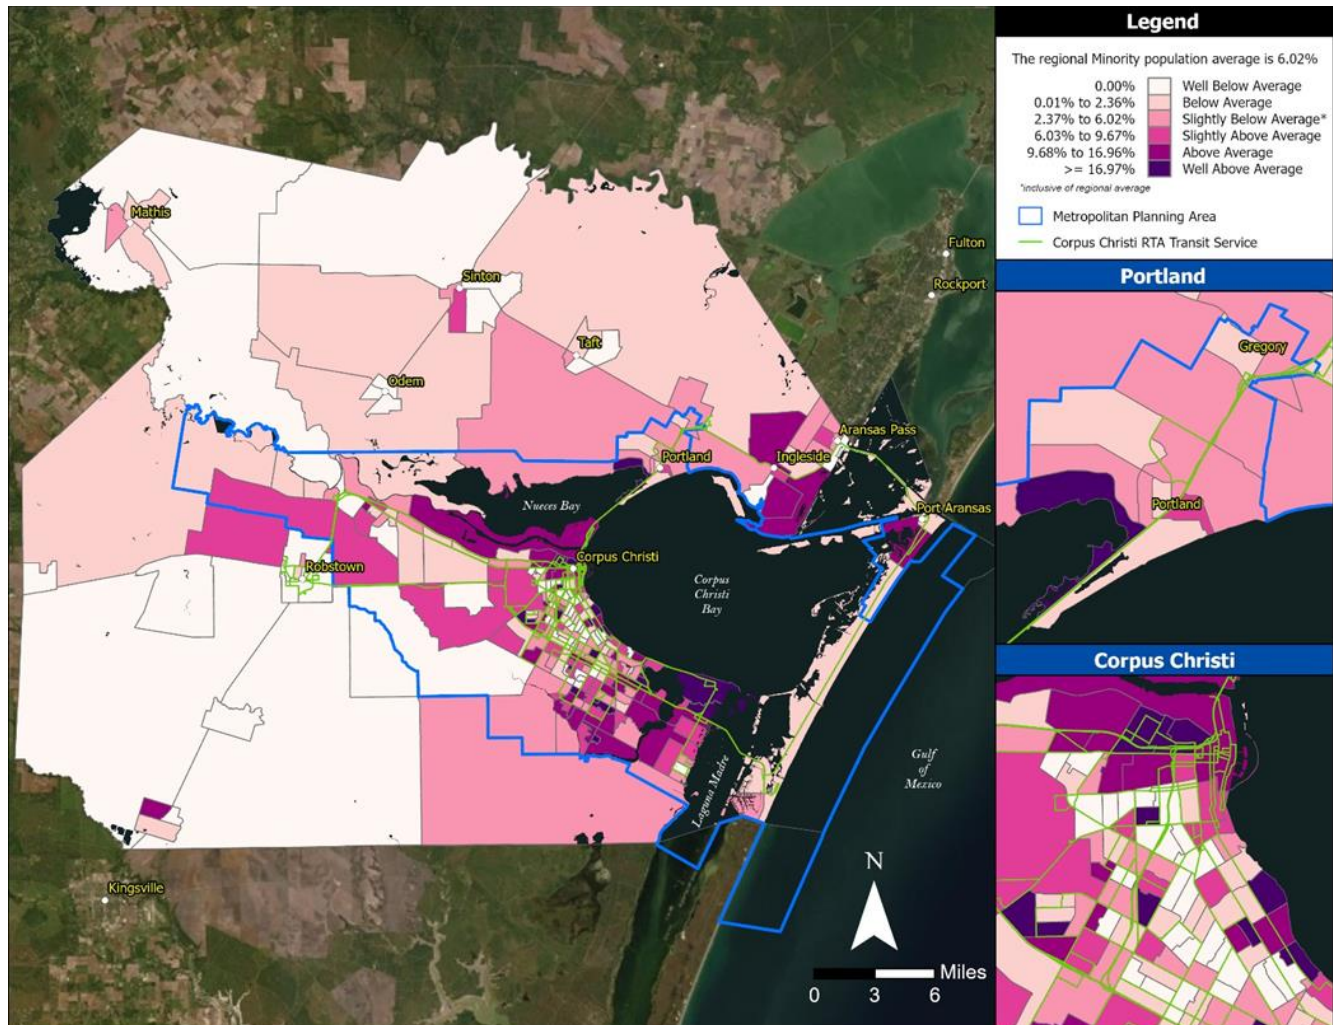 Legend
The regional Minority population average is 6.02%
0.00% Well Below Average
0.01% to 2.36% Below Average
2.37% to 6.02% Slightly Below Average*
6.03% to 9.67% Slightly Above Average
9.68% to 16.96% Above Average
>= 16.97% Well Above Average
*inclusive of regional average
Metropolitan Planning Area
Corpus Christi RTA Transit Service
Mathis
Fulton
Sinton
Rockport
Taft
Odem
Aransas Pass
Portland
Ingleside
Nueces Bay
Port Aransas
Corpus Christi
Robstown
Corpus
Christi
Bay
Gulf
of
Mexico
Laguna Madre
Kingsville
N
Miles
0 3 6
Portland
Gregory
Portland
Corpus Christi